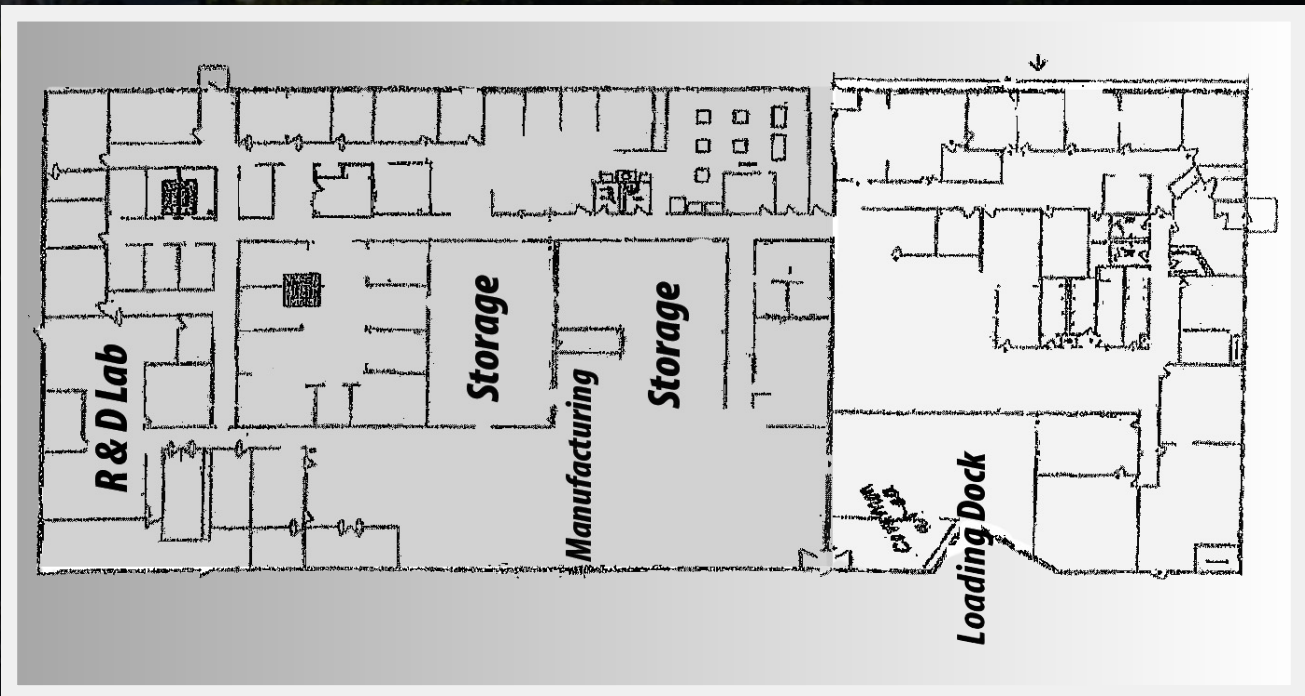 R & D Lab
Storage
Manufacturing
Storage
Loading Dock